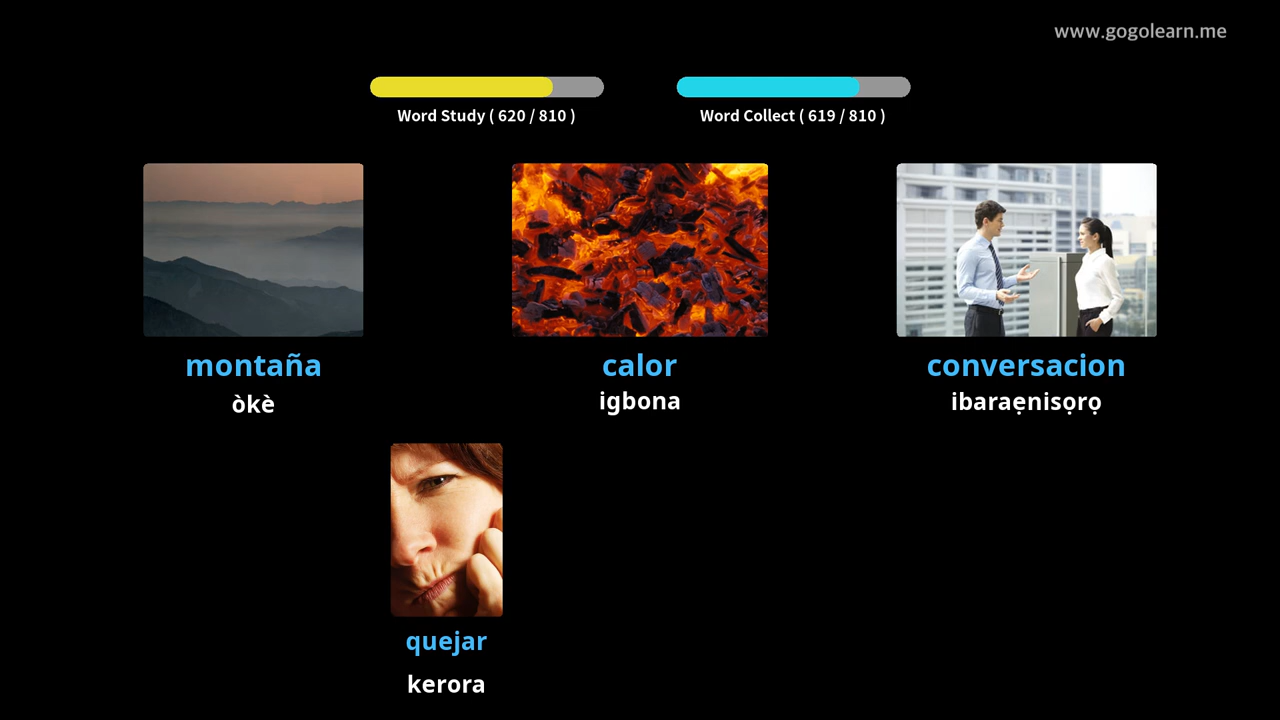 www.gogolearn.me
Word Study ( 620 / 810 )
Word Collect ( 619 / 810 )
montaña
òkè
calor
igbona
conversacion
ibaraẹnisọrọ
quejar
kerora